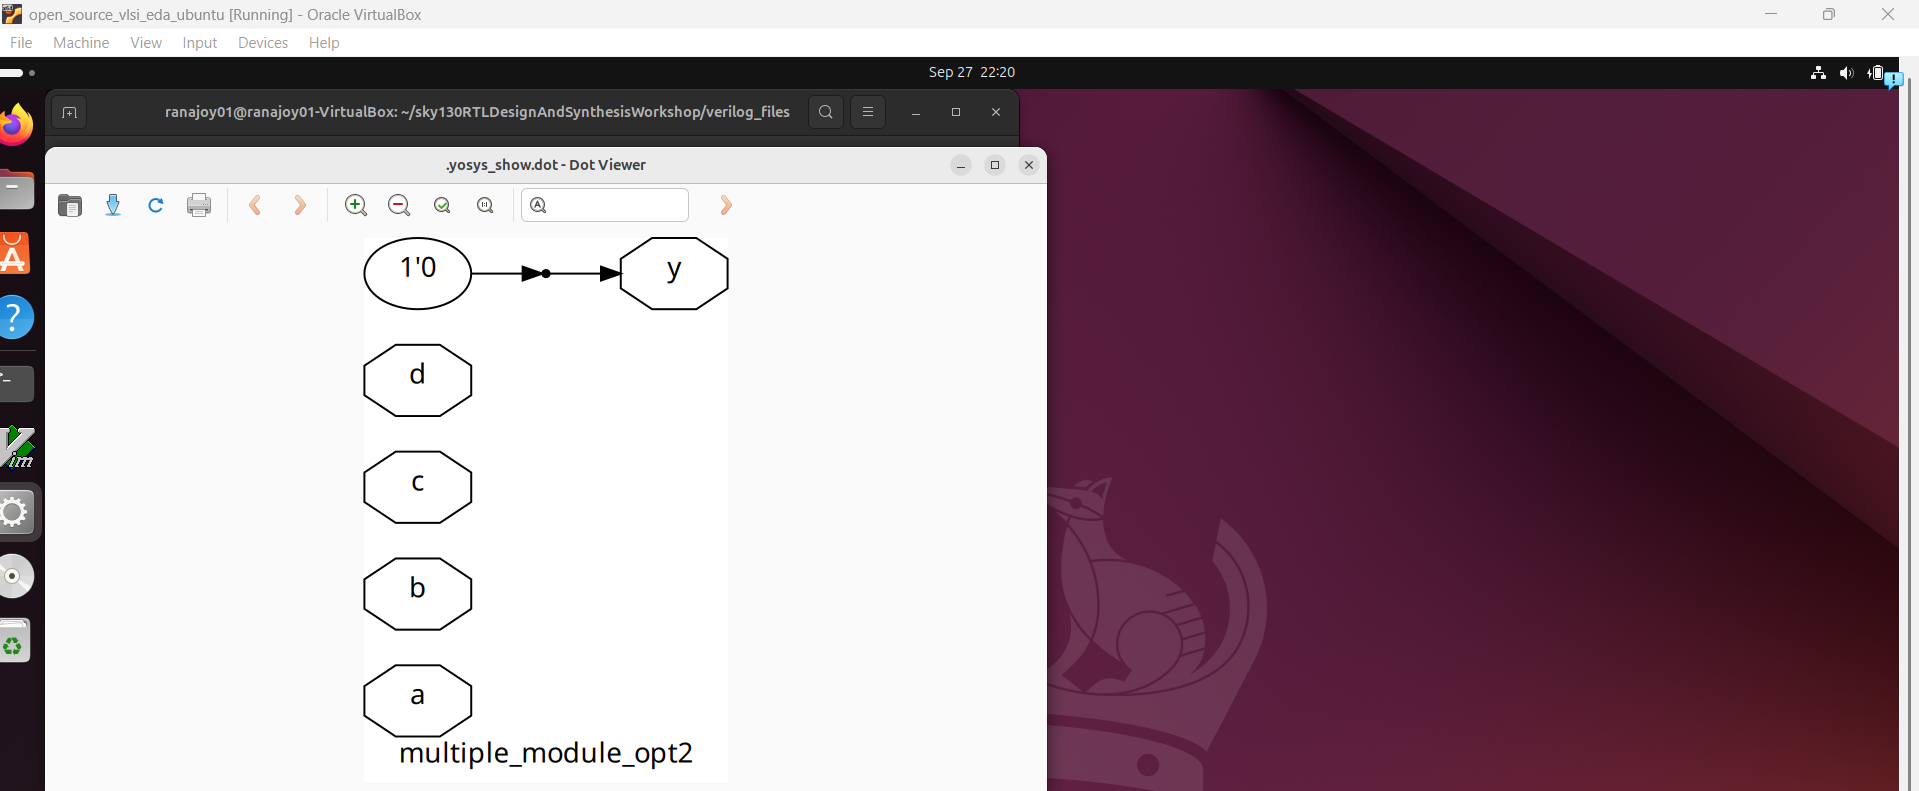 open_source_vlsi_eda_ubuntu [Running] - Oracle VirtualBox
File Machine View Input Devices Help
Sep 27 22:20
ranajoy01@ranajoy01-VirtualBox: ~/sky130RTLDesignAndSynthesisWorkshop/verilog_files
.yosys_show.dot - Dot Viewer
1'0
y
d
c
b
a
multiple_module_opt2